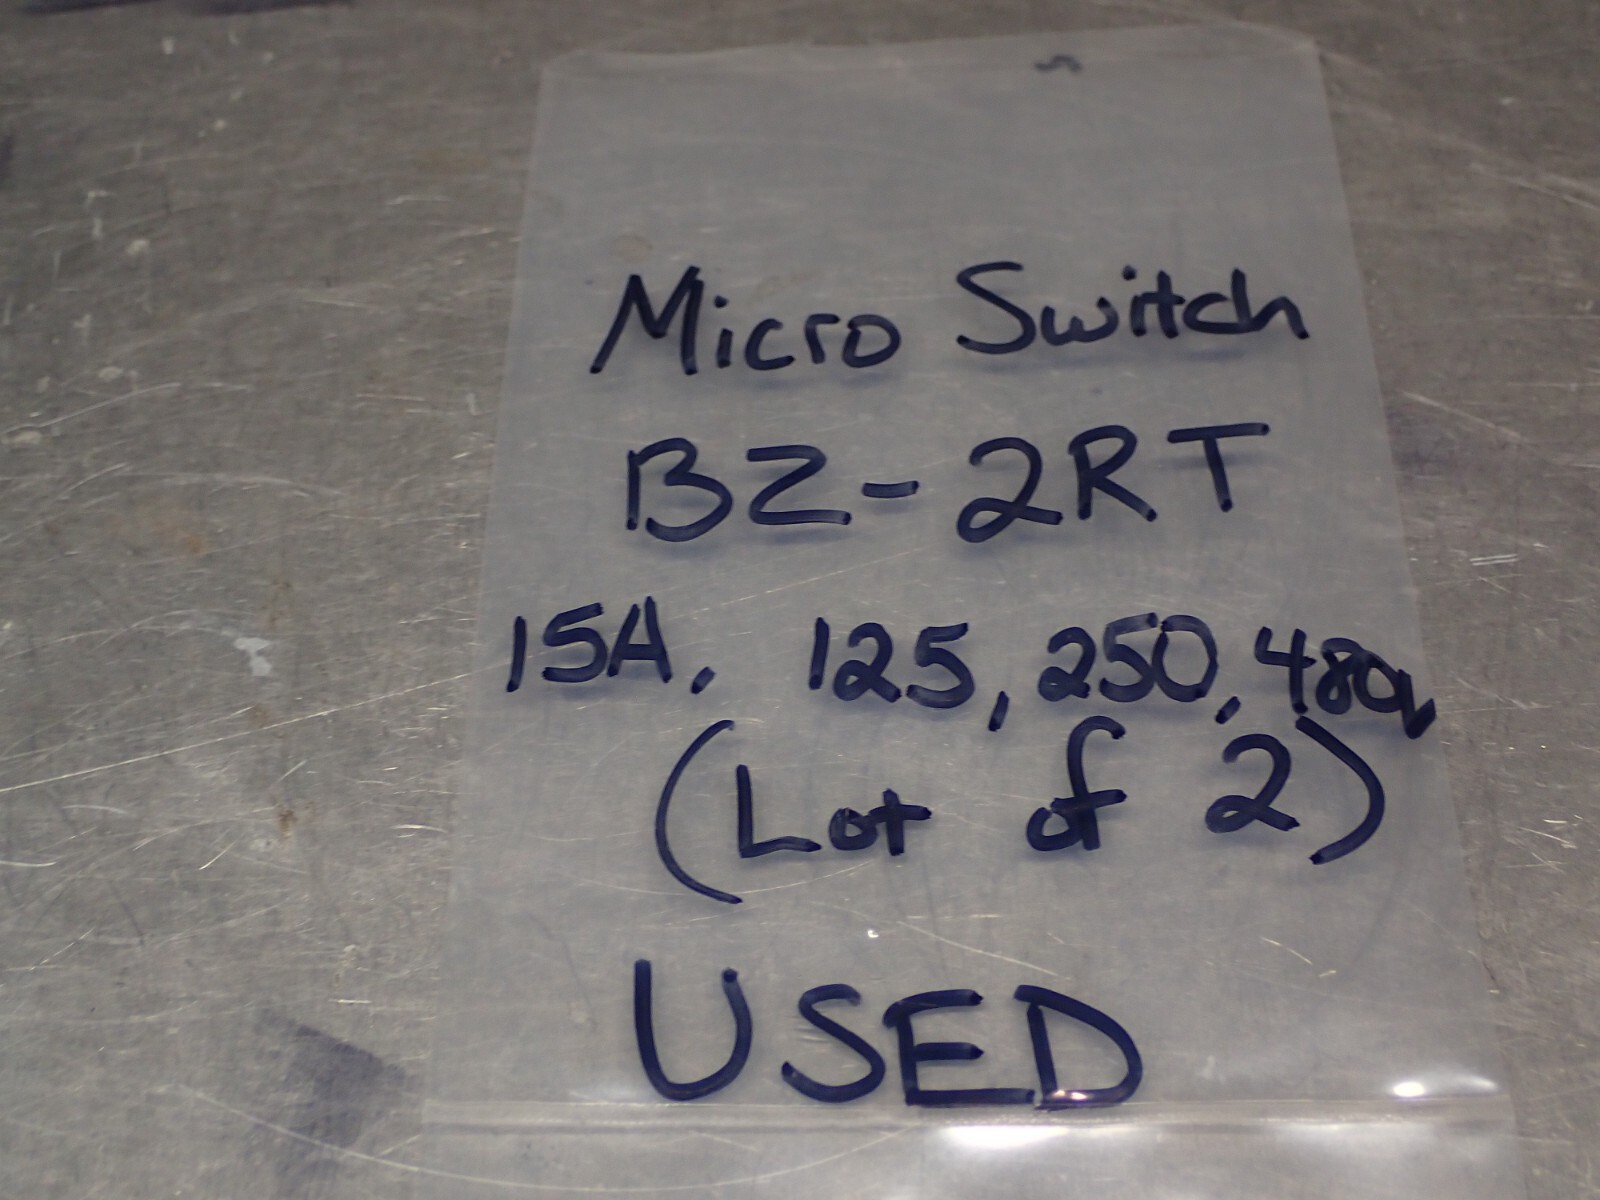 Micro Switch
BZ-2RT
15A, 125, 250, 480V
(Lot of 2)
USED